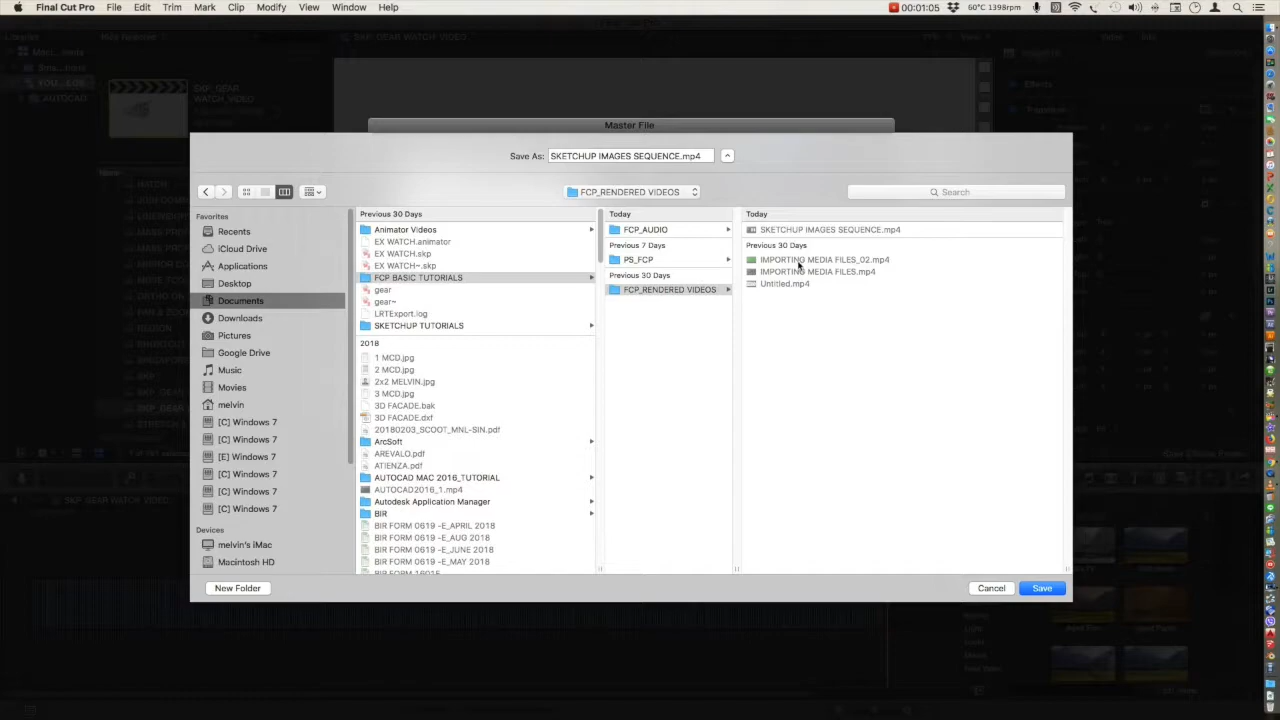 Final Cut Pro File Edit Trim Mark Clip Modify View Window Help 00:01:05 60°C 1398rpm
Master File
Save As: SKETCHUP IMAGES SEQUENCE.mp4
FCP_RENDERED VIDEOS
Search
Favorites
Recents
iCloud Drive
Applications
Desktop
Documents
Downloads
Pictures
Google Drive
Music
Movies
melvin
[C] Windows 7
[C] Windows 7
[E] Windows 7
[C] Windows 7
[C] Windows 7
[C] Windows 7
Devices
melvin's iMac
Macintosh HD
Previous 30 Days
Animator Videos
EX WATCH.animator
EX WATCH.skp
EX WATCH~.skp
FCP BASIC TUTORIALS
gear
gear~
LRTExport.log
SKETCHUP TUTORIALS
2018
1 MCD.jpg
2 MCD.jpg
2x2 MELVIN.jpg
3 MCD.jpg
3D FACADE.bak
3D FACADE.dxf
20180203_SCOOT_MNL-SIN.pdf
ArcSoft
AREVALO.pdf
ATIENZA.pdf
AUTOCAD MAC 2016_TUTORIAL
AUTOCAD2016_1.mp4
Autodesk Application Manager
BIR
BIR FORM 0619 -E_APRIL 2018
BIR FORM 0619 -E_AUG 2018
BIR FORM 0619 -E_JUNE 2018
BIR FORM 0619 -E_MAY 2018
Today
FCP_AUDIO
Previous 7 Days
PS_FCP
Previous 30 Days
FCP_RENDERED VIDEOS
Today
SKETCHUP IMAGES SEQUENCE.mp4
Previous 30 Days
IMPORTING MEDIA FILES_02.mp4
IMPORTING MEDIA FILES.mp4
Untitled.mp4
New Folder
Cancel
Save
SKP_GEAR
WATCH_VIDEO
AUTOCAD
Effects